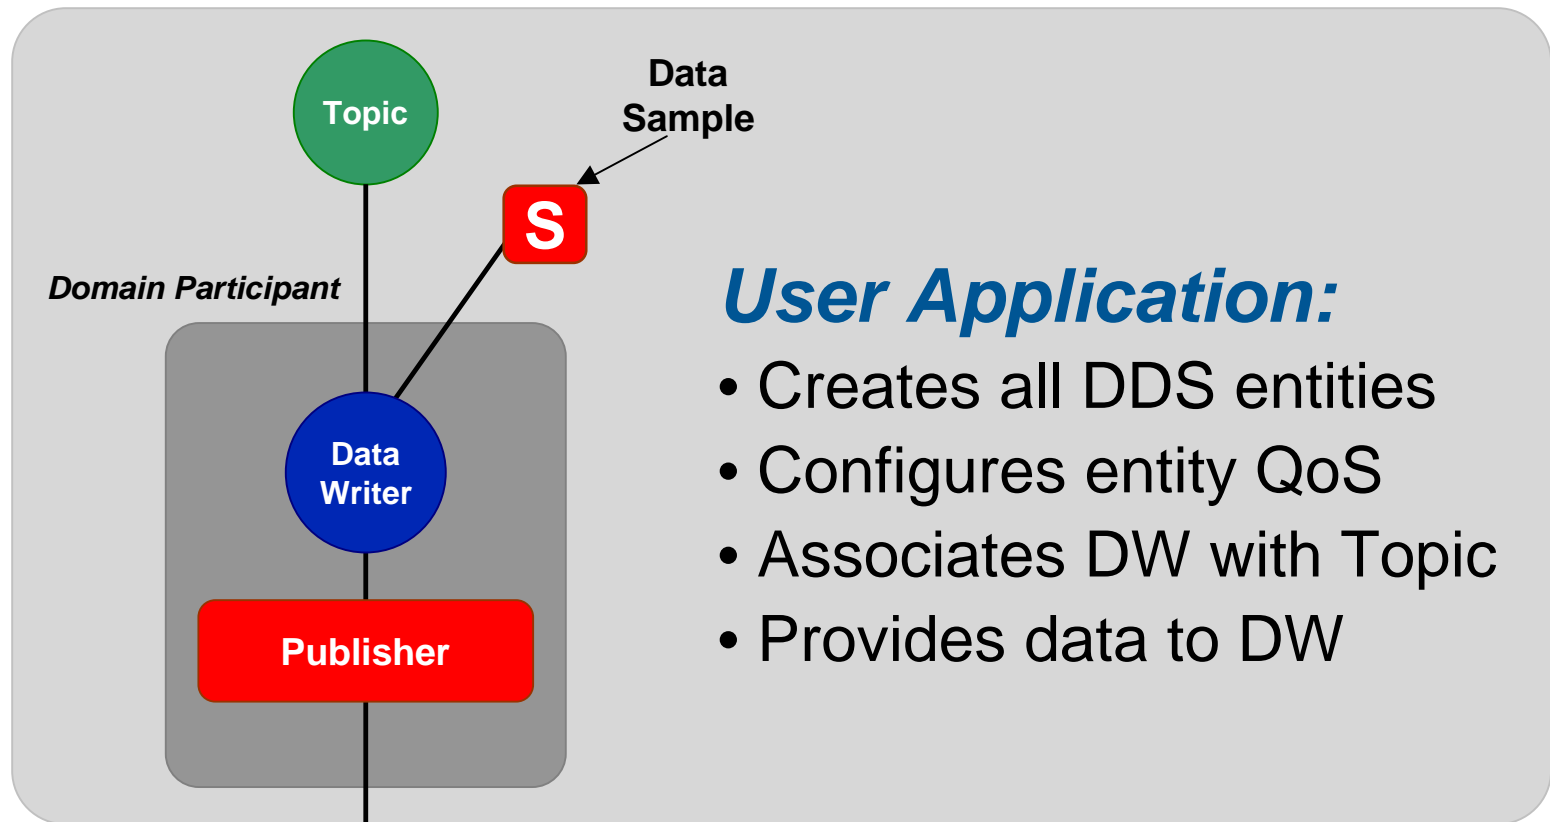 Topic
Data
Sample
S
Domain Participant
Data
Writer
Publisher
User Application:
• Creates all DDS entities
• Configures entity QoS
• Associates DW with Topic
• Provides data to DW